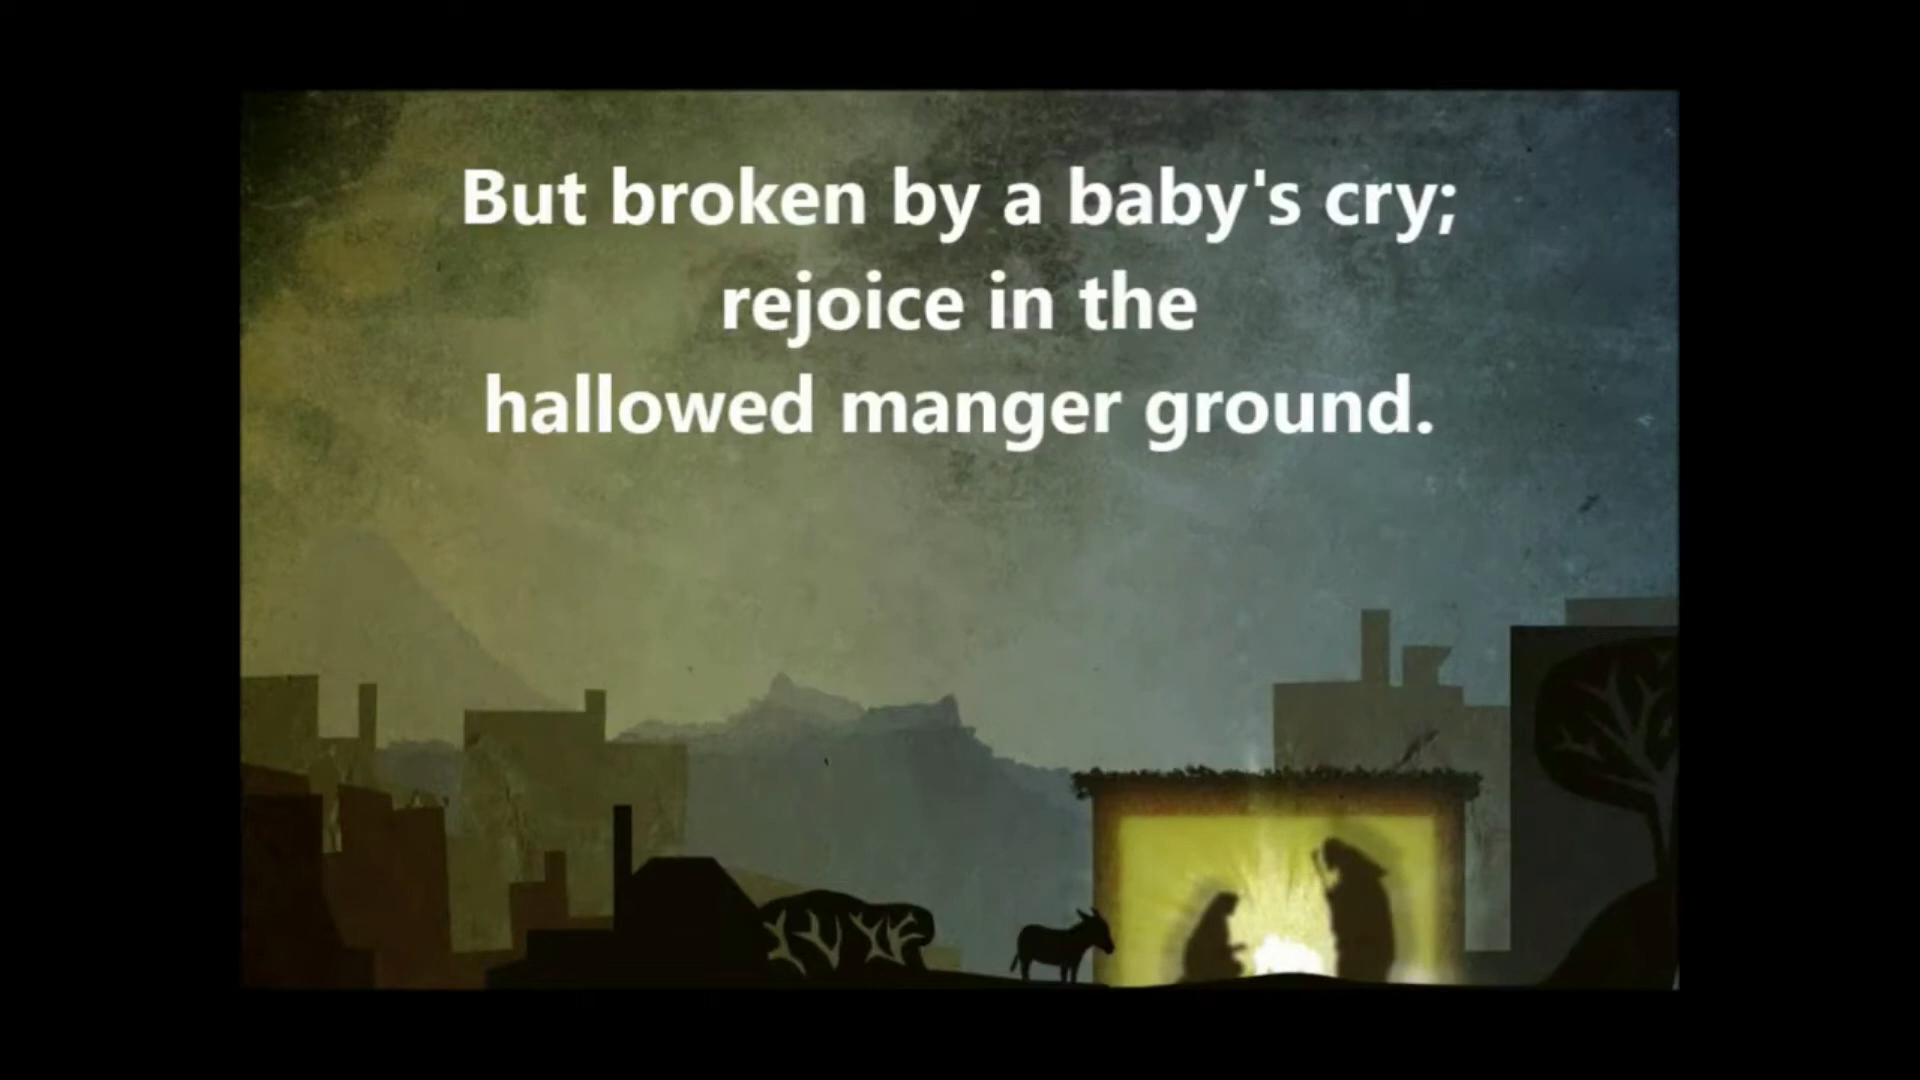 But broken by a baby's cry;
rejoice in the
hallowed manger ground.